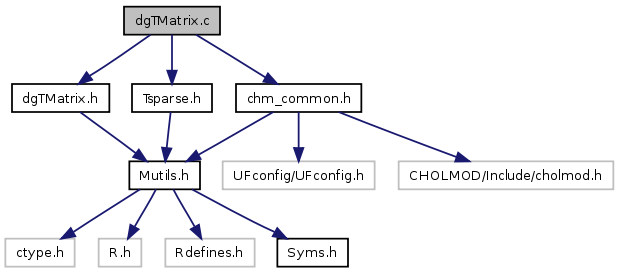 dgTMatrix.c
dgTMatrix.h
Tsparse.h
chm_common.h
Mutils.h
UFconfig/UFconfig.h
CHOLMOD/Include/cholmod.h
ctype.h
R.h
Rdefines.h
Syms.h